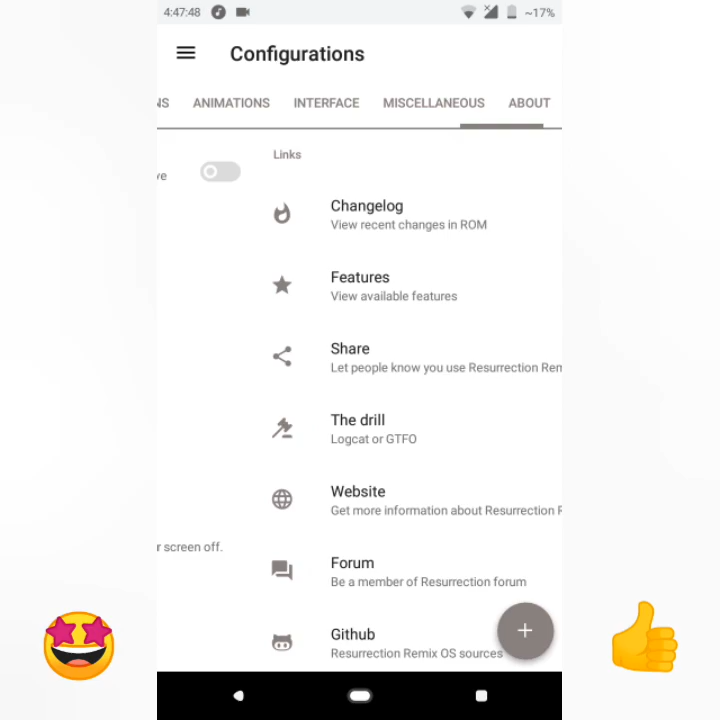 4:47:48
~17%
Configurations
NS ANIMATIONS INTERFACE MISCELLANEOUS ABOUT
Links
ve
Changelog
View recent changes in ROM
Features
View available features
Share
Let people know you use Resurrection Rem
The drill
Logcat or GTFO
Website
Get more information about Resurrection R
r screen off.
Forum
Be a member of Resurrection forum
Github
Resurrection Remix OS sources